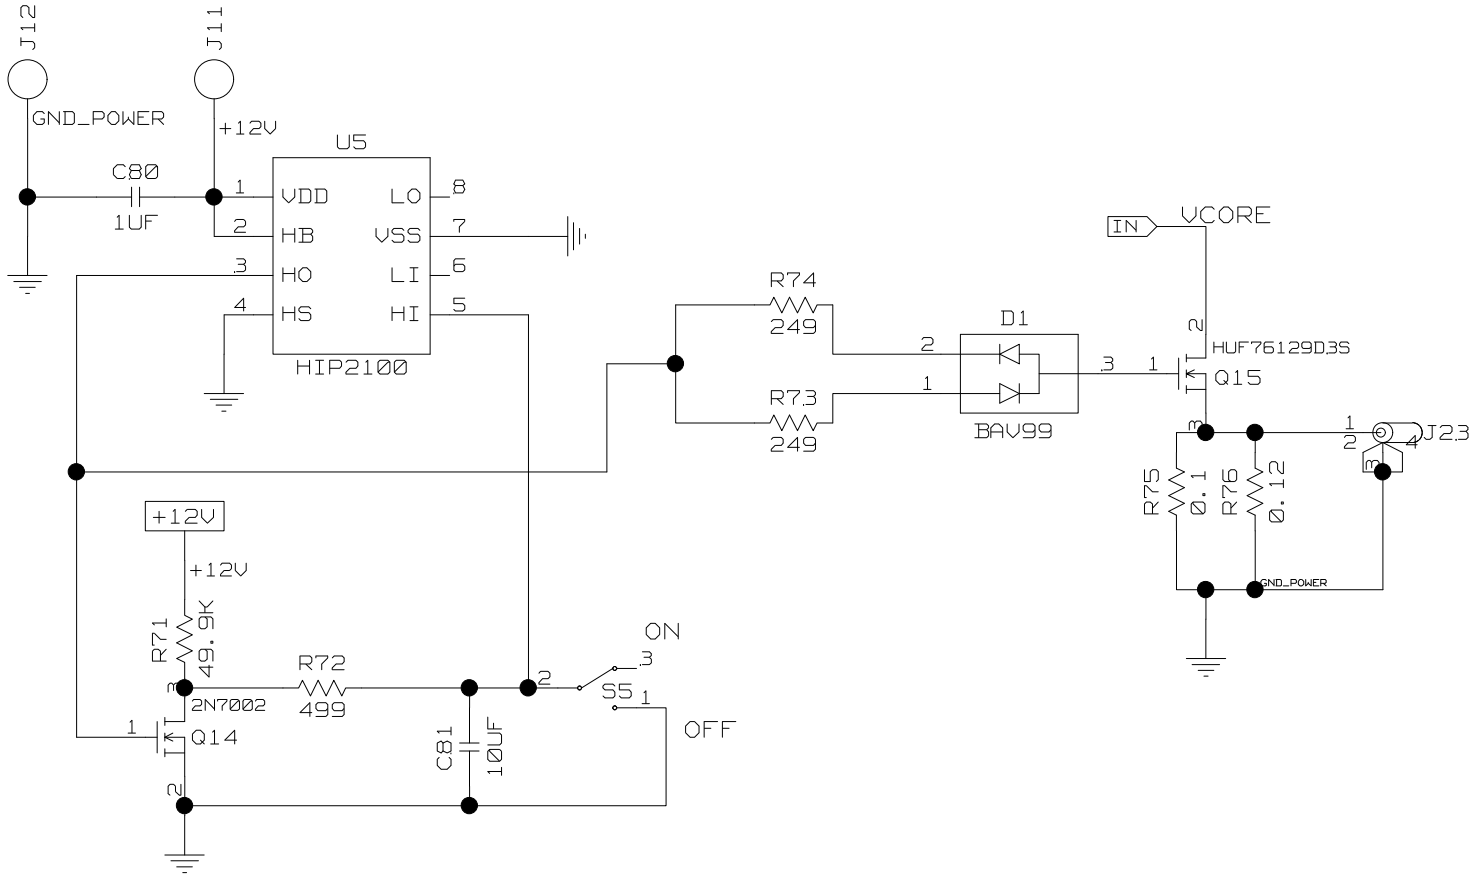 J12
J11
GND_POWER
+12V
U5
C80
1UF
1
VDD
LO
8
2
HB
VSS
7
3
HO
LI
6
4
HS
HI
5
HIP2100
IN
VCORE
R74
249
D1
2
2
HUF76129D3S
3
1
Q15
R73
249
1
BAV99
3
1
2
J23
4
3
R75
0.1
R76
0.12
GND_POWER
+12V
+12V
R71
49.9K
3
R72
499
2N7002
1
Q14
2
C81
10UF
ON
2
3
S5
1
OFF